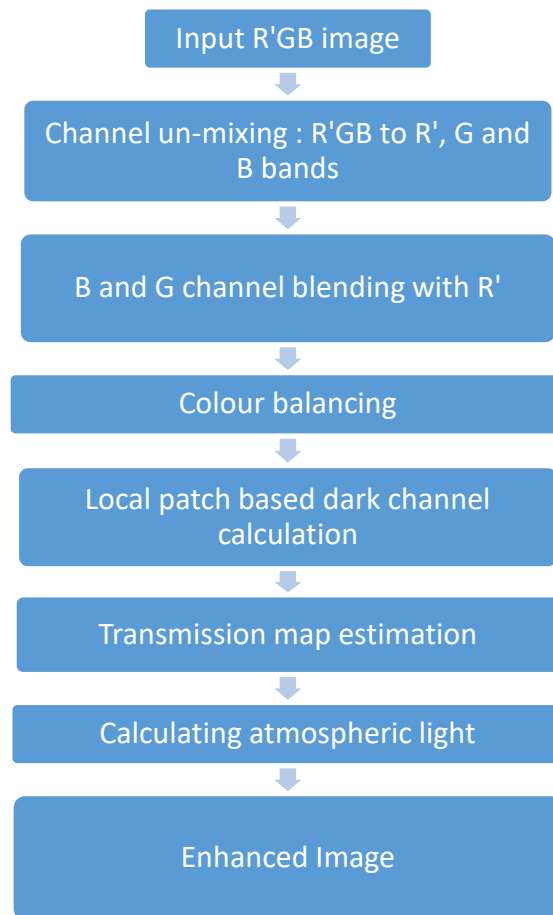 Input R'GB image
Channel un-mixing : R'GB to R', G and
B bands
B and G channel blending with R'
Colour balancing
Local patch based dark channel
calculation
Transmission map estimation
Calculating atmospheric light
Enhanced Image